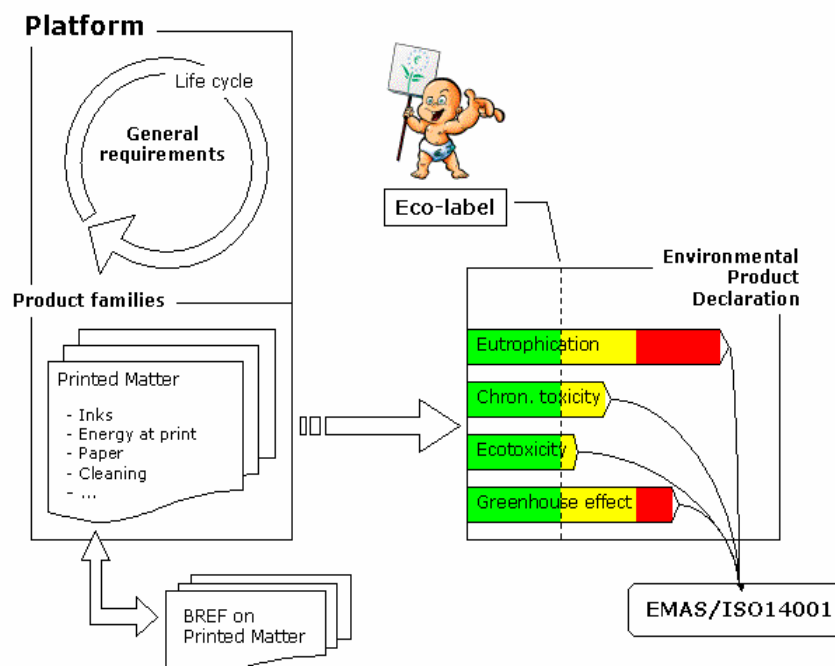 Platform
Life cycle
General
requirements
Product families
Printed Matter
- Inks
- Energy at print
- Paper
- Cleaning
- ...
BREF on
Printed Matter
Eco-label
Environmental
Product
Declaration
Eutrophication
Chron. toxicity
Ecotoxicity
Greenhouse effect
EMAS/ISO14001